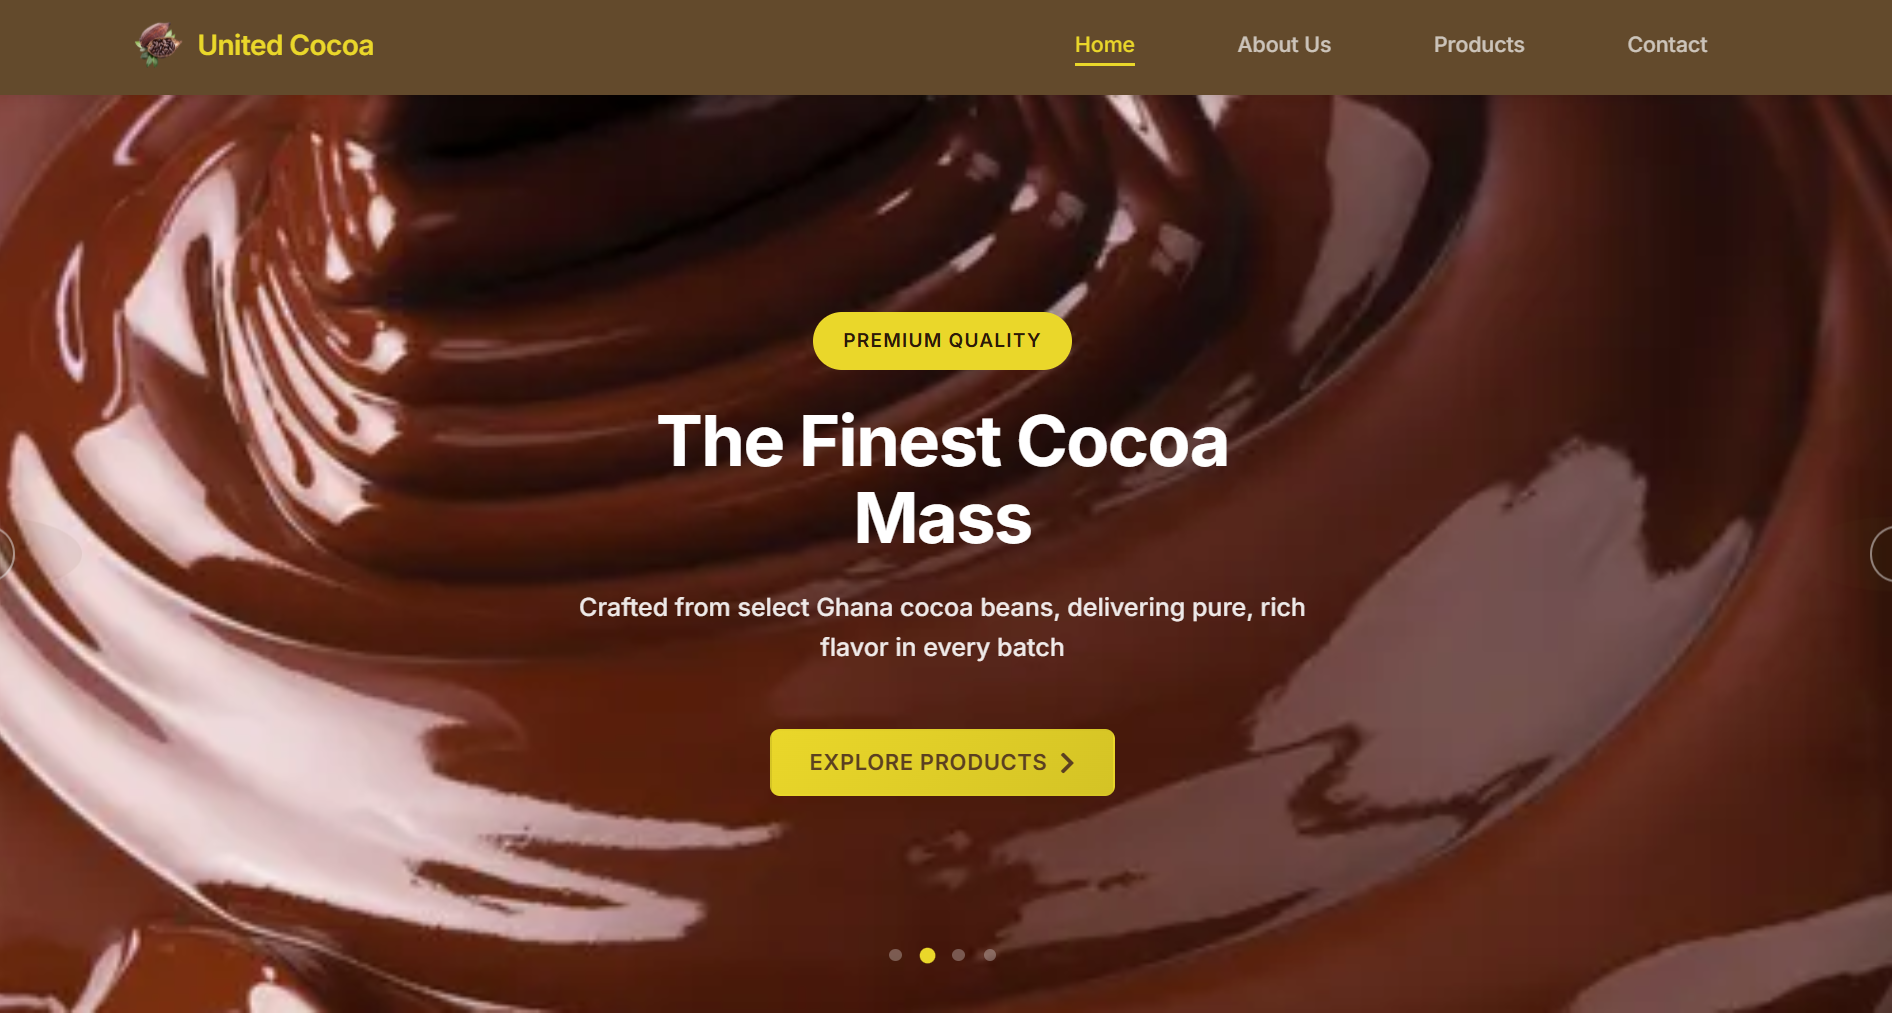 United Cocoa
Home
About Us
Products
Contact
PREMIUM QUALITY
The Finest Cocoa
Mass
Crafted from select Ghana cocoa beans, delivering pure, rich
flavor in every batch
EXPLORE PRODUCTS